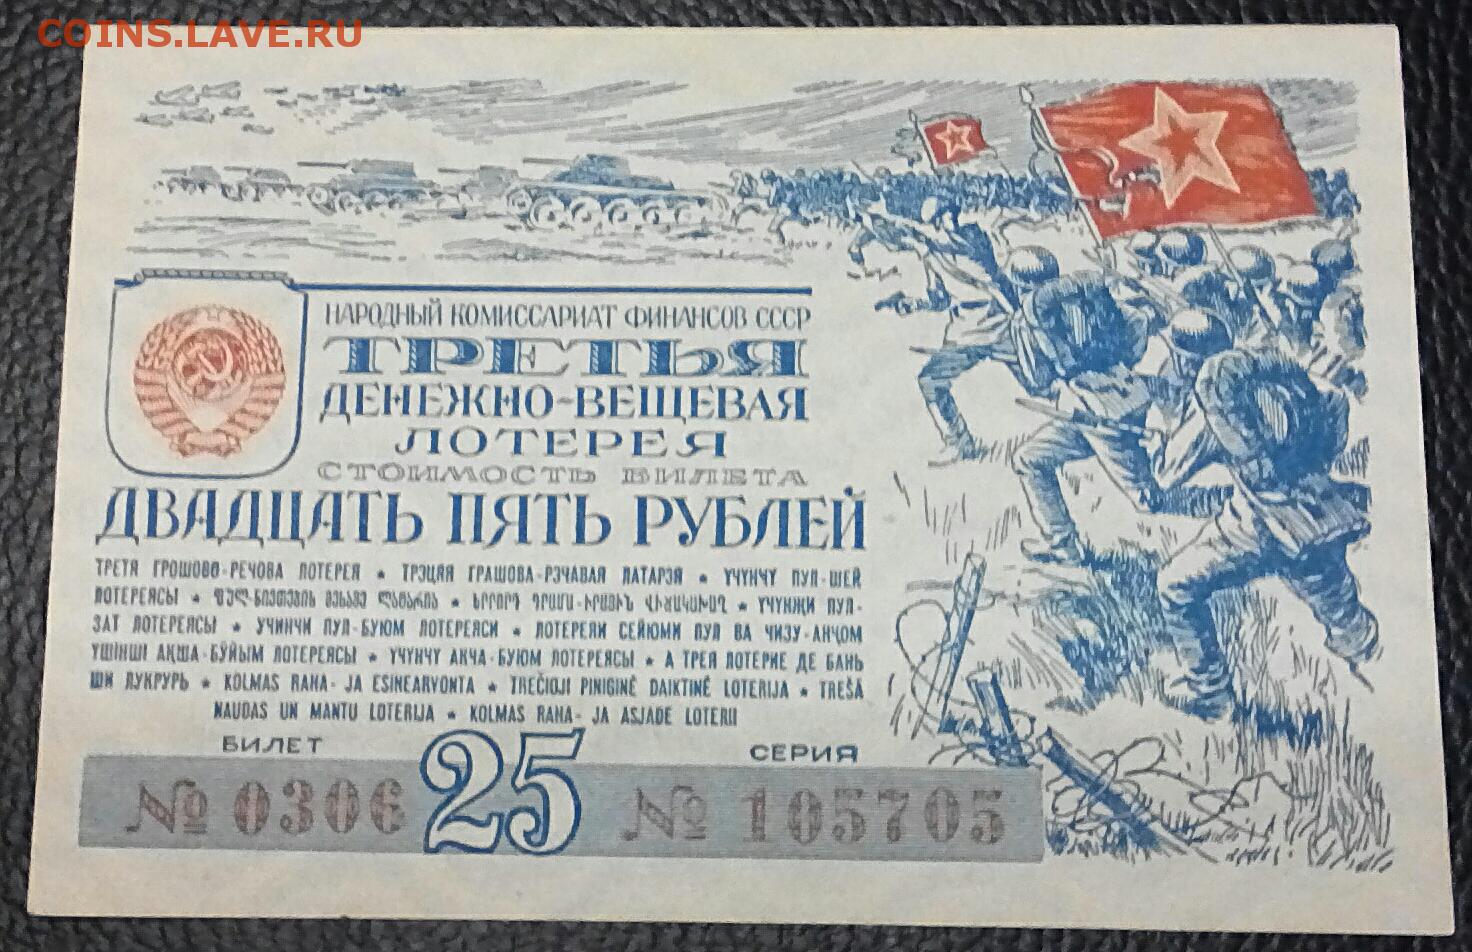 COINS.LAVE.RU
НАРОДНЫЙ КОМИССАРИАТ ФИНАНСОВ СССР
ТРЕТЬЯ
ДЕНЕЖНО-ВЕЩЕВАЯ
ЛОТЕРЕЯ
СТОИМОСТЬ БИЛЕТА
ДВАДЦАТЬ ПЯТЬ РУБЛЕЙ
ТРЕТЯ ГРОШОВО-РЕЧОВА ЛОТЕРЕЯ ★ ТРЭЦЯЯ ГРАШОВА-РЭЧАВАЯ ЛАТАРЭЯ ★ ҮЧҮНЧҮ ПУЛ-ШЕЙ
ЛОТЕРЕЯСЫ ★ ★ ★ ҮЧҮНЖИ ПУЛ-
ЗАТ ЛОТЕРЕЯСЫ ★ УЧИНЧИ ПУЛ-БУЮМ ЛОТЕРЕЯСИ ★ ЛОТЕРЕЯИ СЕЙЮМИ ПУЛ ВА ЧИЗУ-АНҶОМ
ҮШІНШІ АҚША-БҰЙЫМ ЛОТЕРЕЯСЫ ★ ҮЧҮНЧҮ АКЧА-БУЮМ ЛОТЕРЕЯСЫ ★ А ТРЕЯ ЛОТЕРИЕ ДЕ БАНЬ
ШИ ЛУКРУРЬ ★ KOLMAS RAHA- JA ESINEARVONTA ★ TREČIOJI PINIGINĖ DAIKTINĖ LOTERIJA ★ TREŠĀ
NAUDAS UN MANTU LOTERIJA ★ KOLMAS RAHA- JA ASJADE LOTERII
БИЛЕТ 25 СЕРИЯ
№ 0306 № 105705